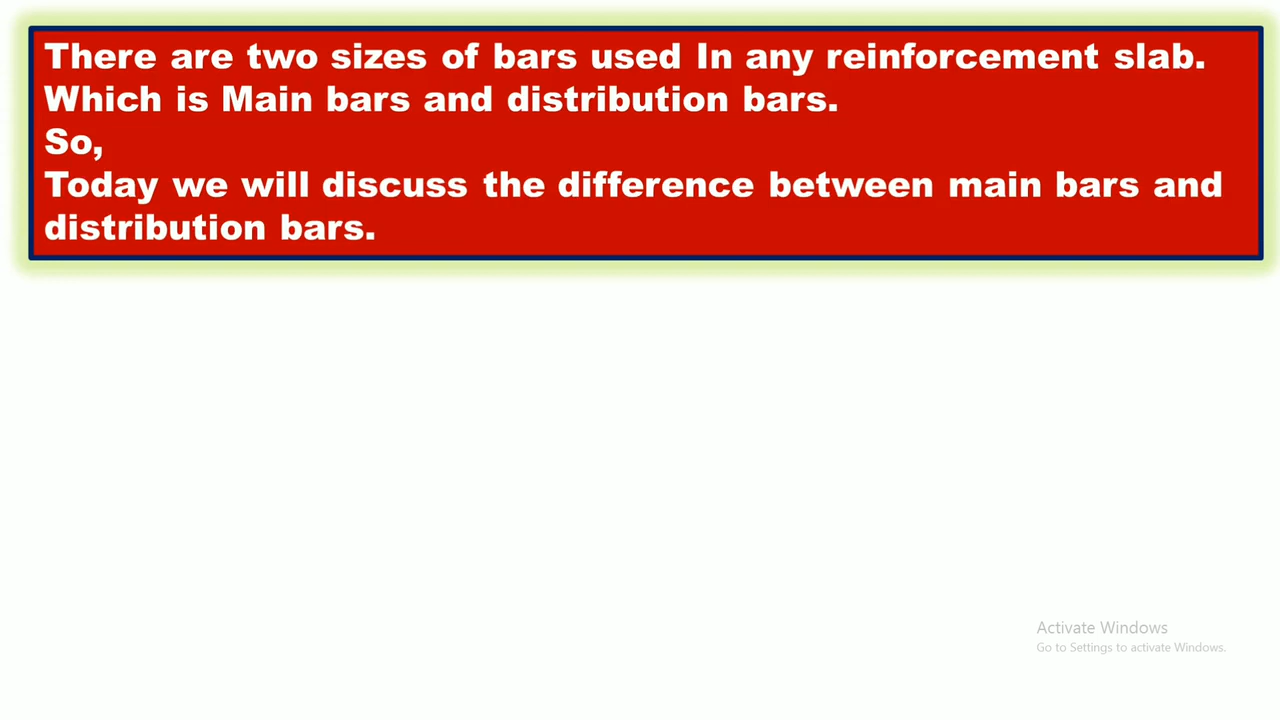 There are two sizes of bars used In any reinforcement slab.
Which is Main bars and distribution bars.
So,
Today we will discuss the difference between main bars and
distribution bars.
Activate Windows
Go to Settings to activate Windows.